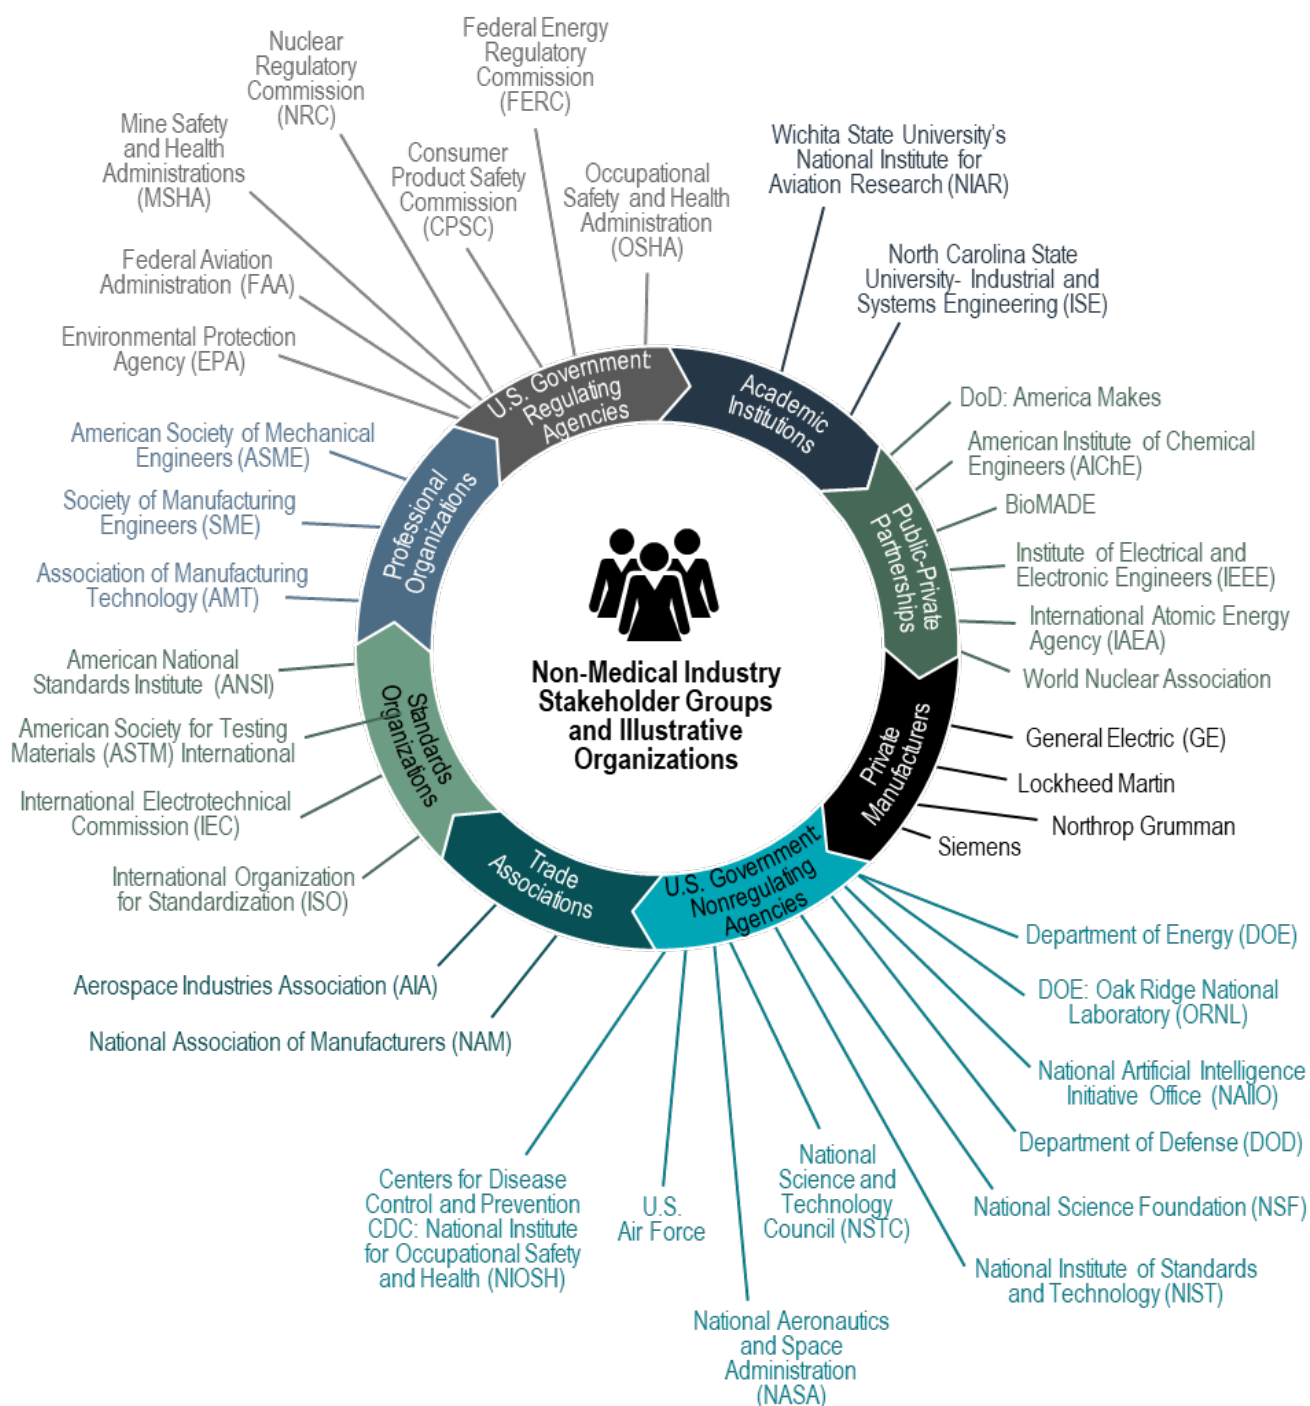 Federal Energy
Regulatory
Commission
(FERC)
Nuclear
Regulatory
Commission
(NRC)
Mine Safety
and Health
Administrations
(MSHA)
Consumer
Product Safety
Commission
(CPSC)
Occupational
Safety and Health
Administration
(OSHA)
Wichita State University's
National Institute for
Aviation Research (NIAR)
North Carolina State
University- Industrial and
Systems Engineering (ISE)
Federal Aviation
Administration (FAA)
Environmental Protection
Agency (EPA)
U.S. Government:
Regulating
Agencies
Academic
Institutions
DoD: America Makes
American Institute of Chemical
Engineers (AIChE)
BioMADE
Institute of Electrical and
Electronic Engineers (IEEE)
International Atomic Energy
Agency (IAEA)
World Nuclear Association
Public-Private
Partnerships
American Society of Mechanical
Engineers (ASME)
Society of Manufacturing
Engineers (SME)
Association of Manufacturing
Technology (AMT)
Professional
Organizations
Non-Medical Industry
Stakeholder Groups
and Illustrative
Organizations
American National
Standards Institute (ANSI)
American Society for Testing
Materials (ASTM) International
International Electrotechnical
Commission (IEC)
International Organization
for Standardization (ISO)
Standards
Organizations
Private
Manufacturers
General Electric (GE)
Lockheed Martin
Northrop Grumman
Siemens
Trade
Associations
U.S. Government:
Nonregulating
Agencies
Aerospace Industries Association (AIA)
National Association of Manufacturers (NAM)
Department of Energy (DOE)
DOE: Oak Ridge National
Laboratory (ORNL)
National Artificial Intelligence
Initiative Office (NAIIO)
Department of Defense (DOD)
National Science Foundation (NSF)
National Institute of Standards
and Technology (NIST)
National
Science and
Technology
Council (NSTC)
U.S.
Air Force
Centers for Disease
Control and Prevention
CDC: National Institute
for Occupational Safety
and Health (NIOSH)
National Aeronautics
and Space
Administration
(NASA)